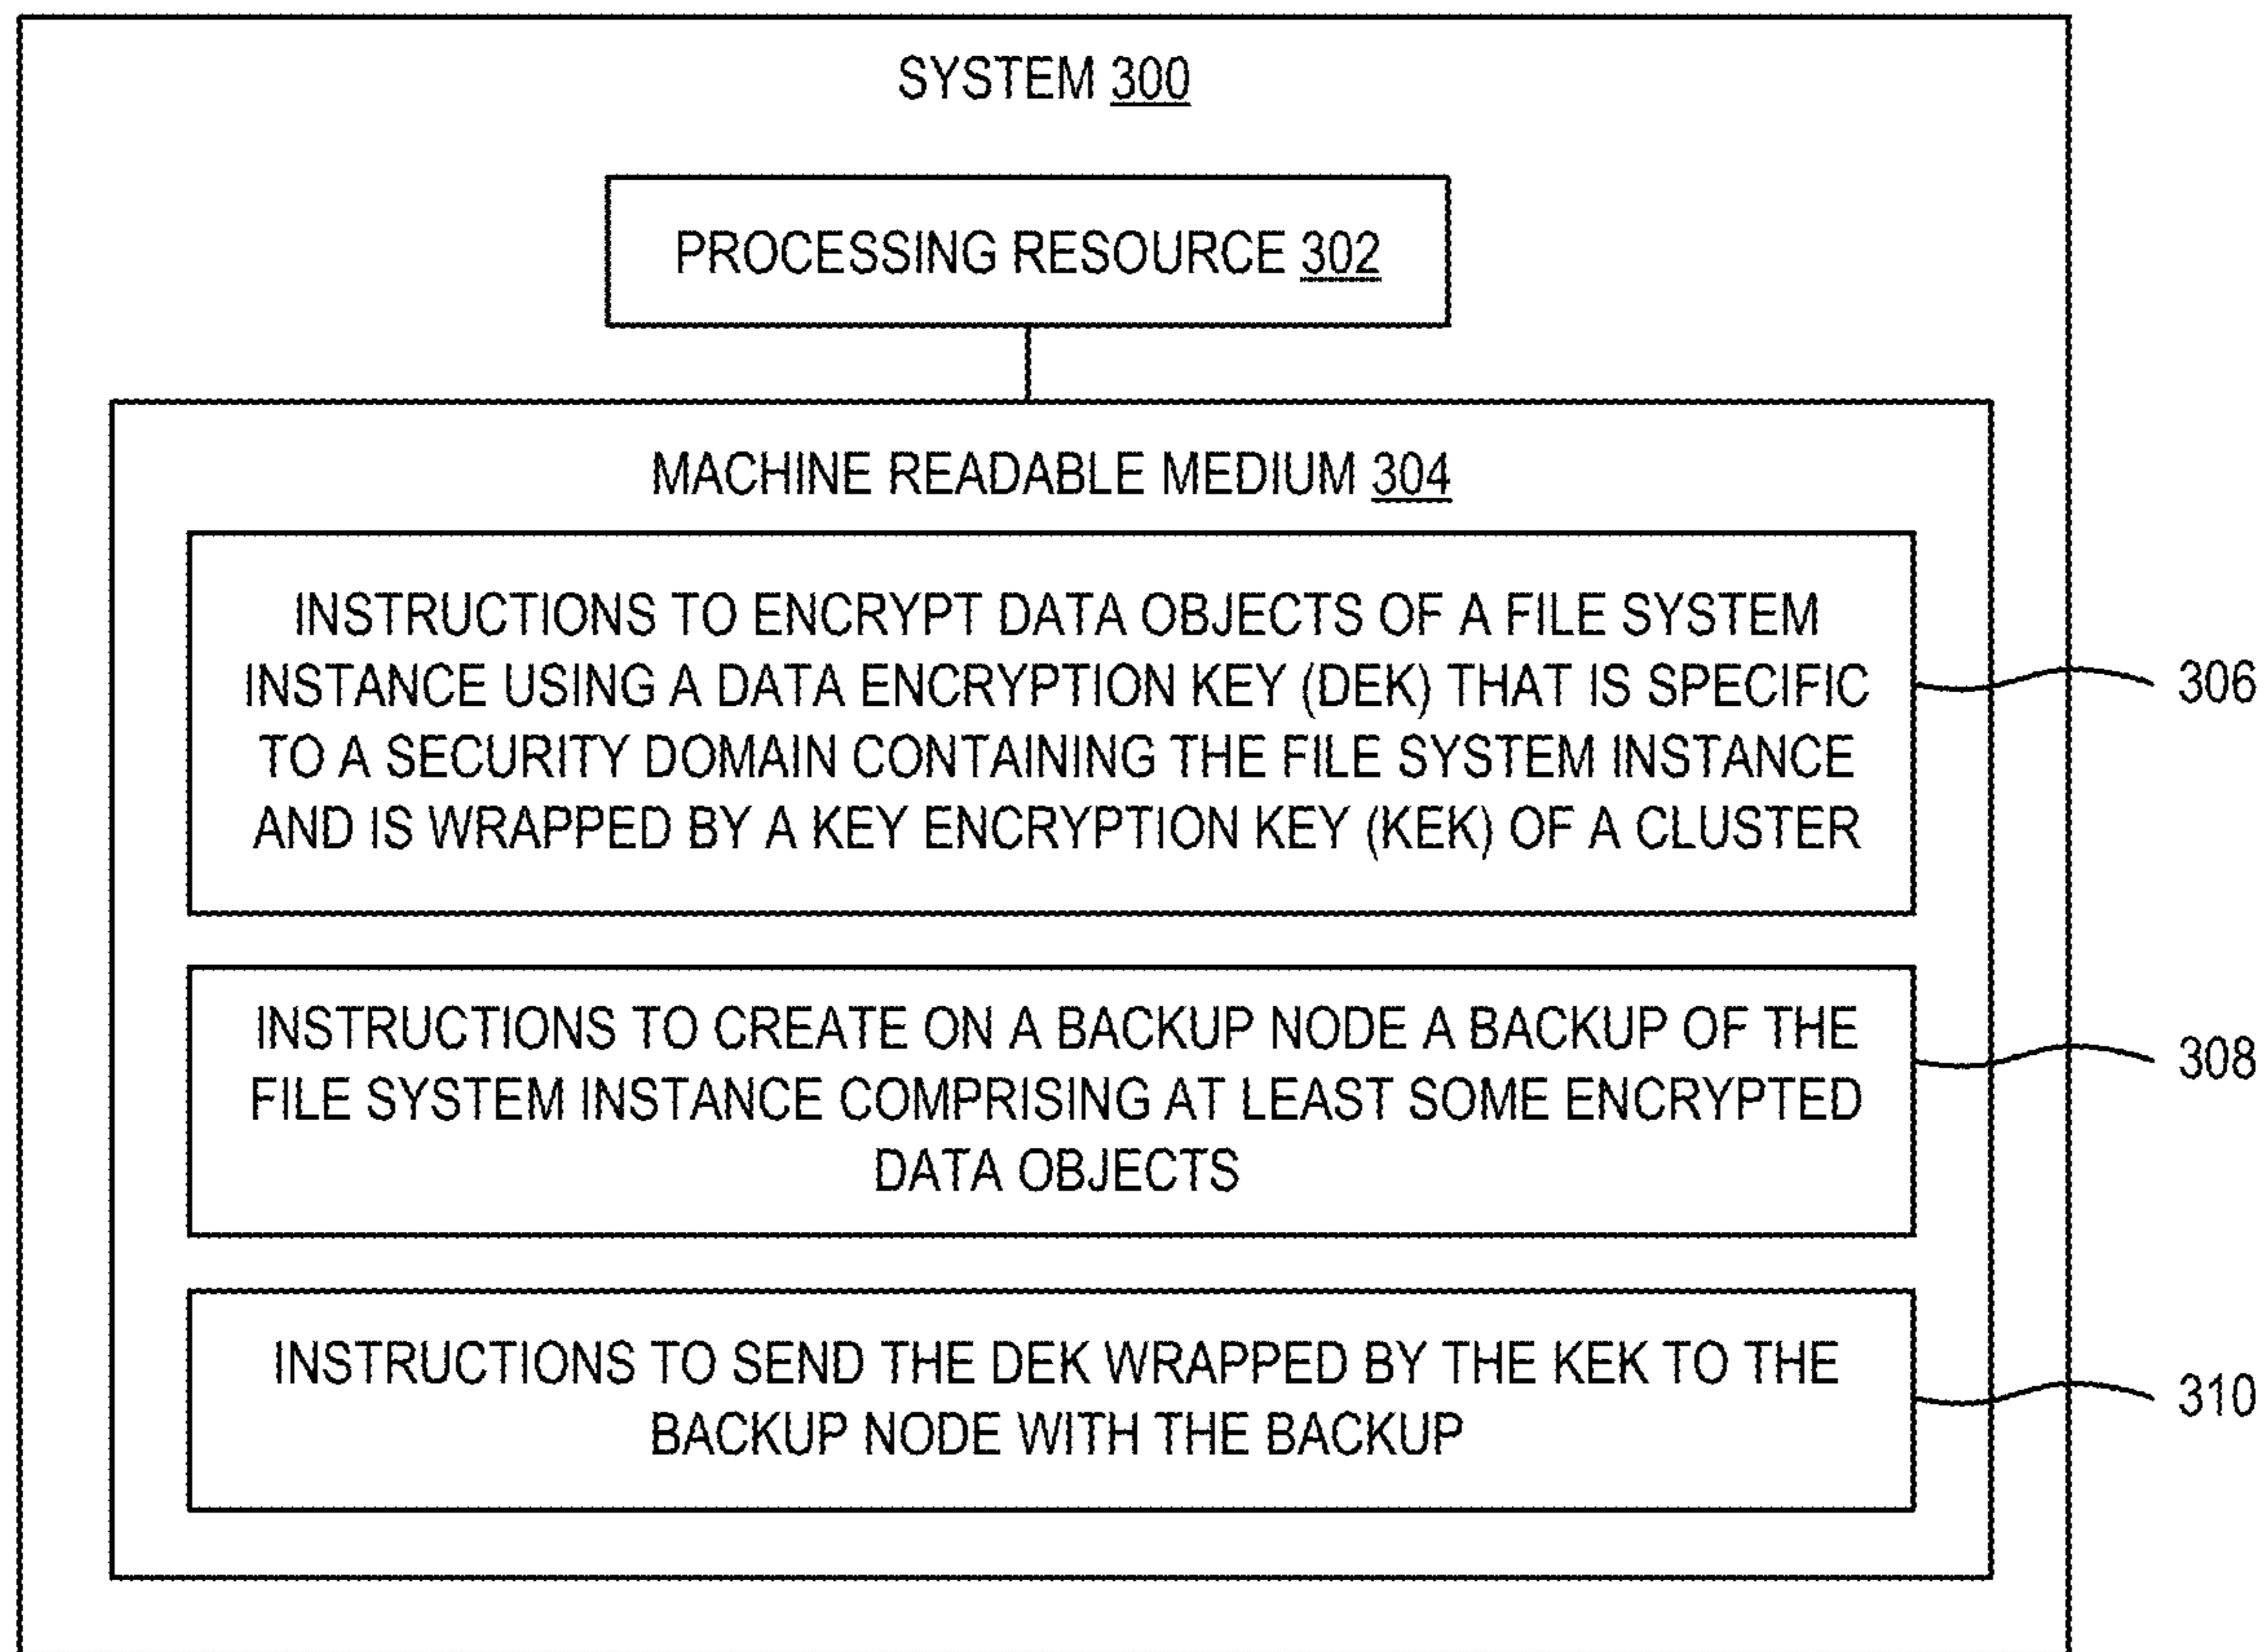 SYSTEM 300
PROCESSING RESOURCE 302
MACHINE READABLE MEDIUM 304
INSTRUCTIONS TO ENCRYPT DATA OBJECTS OF A FILE SYSTEM
INSTANCE USING A DATA ENCRYPTION KEY (DEK) THAT IS SPECIFIC
TO A SECURITY DOMAIN CONTAINING THE FILE SYSTEM INSTANCE
AND IS WRAPPED BY A KEY ENCRYPTION KEY (KEK) OF A CLUSTER
306
INSTRUCTIONS TO CREATE ON A BACKUP NODE A BACKUP OF THE
FILE SYSTEM INSTANCE COMPRISING AT LEAST SOME ENCRYPTED
DATA OBJECTS
308
INSTRUCTIONS TO SEND THE DEK WRAPPED BY THE KEK TO THE
BACKUP NODE WITH THE BACKUP
310